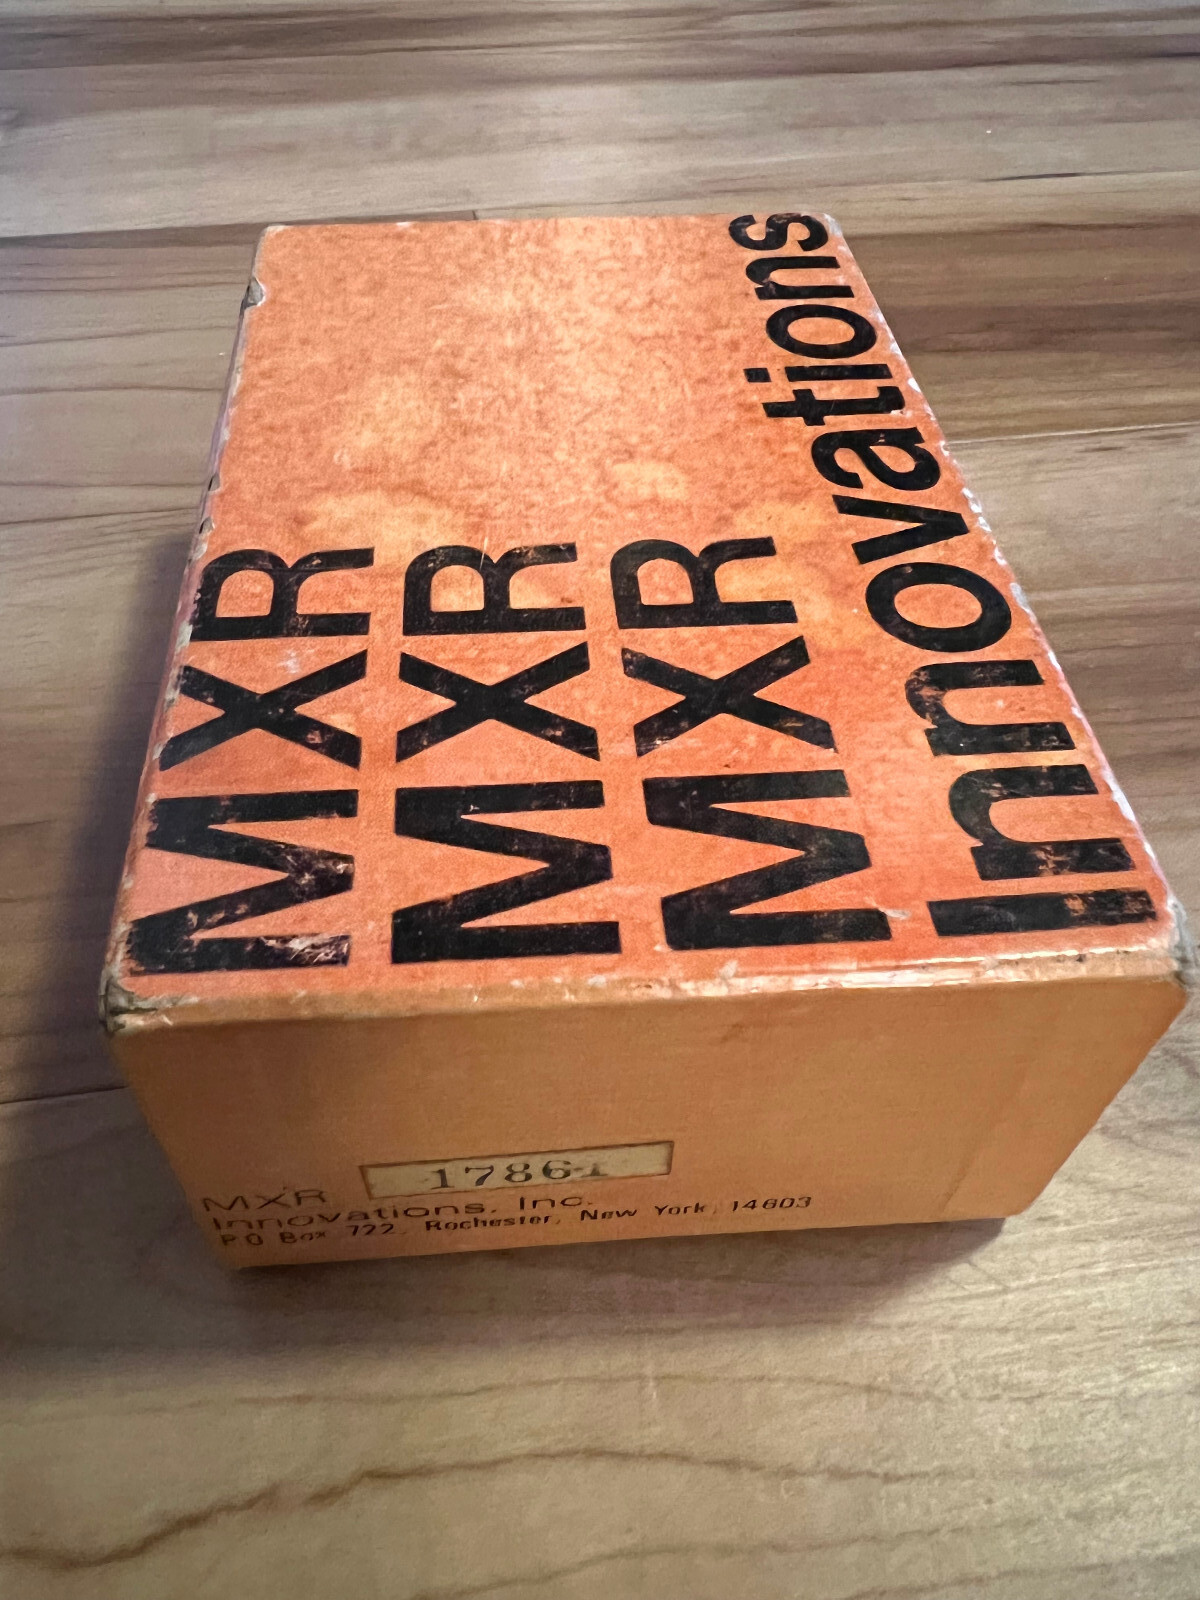 MXR
MXR
MXR
Innovations
17861
MXR
Innovations, Inc.
P.O Box 722, Rochester, New York, 14603